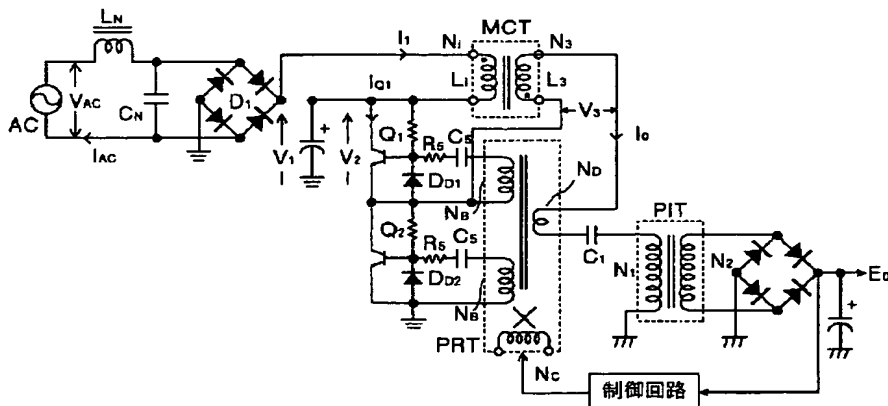 LN
MCT
I1
Ni
N3
VAC
CN
D1
Li
L3
AC
IAC
iQ1
V3
Q1
C5
Io
V1
+
V2
R5
DD1
ND
NB
PIT
Q2
C5
R5
DD2
C1
N1
N2
EO
NB
+
PRT
NC
制御回路